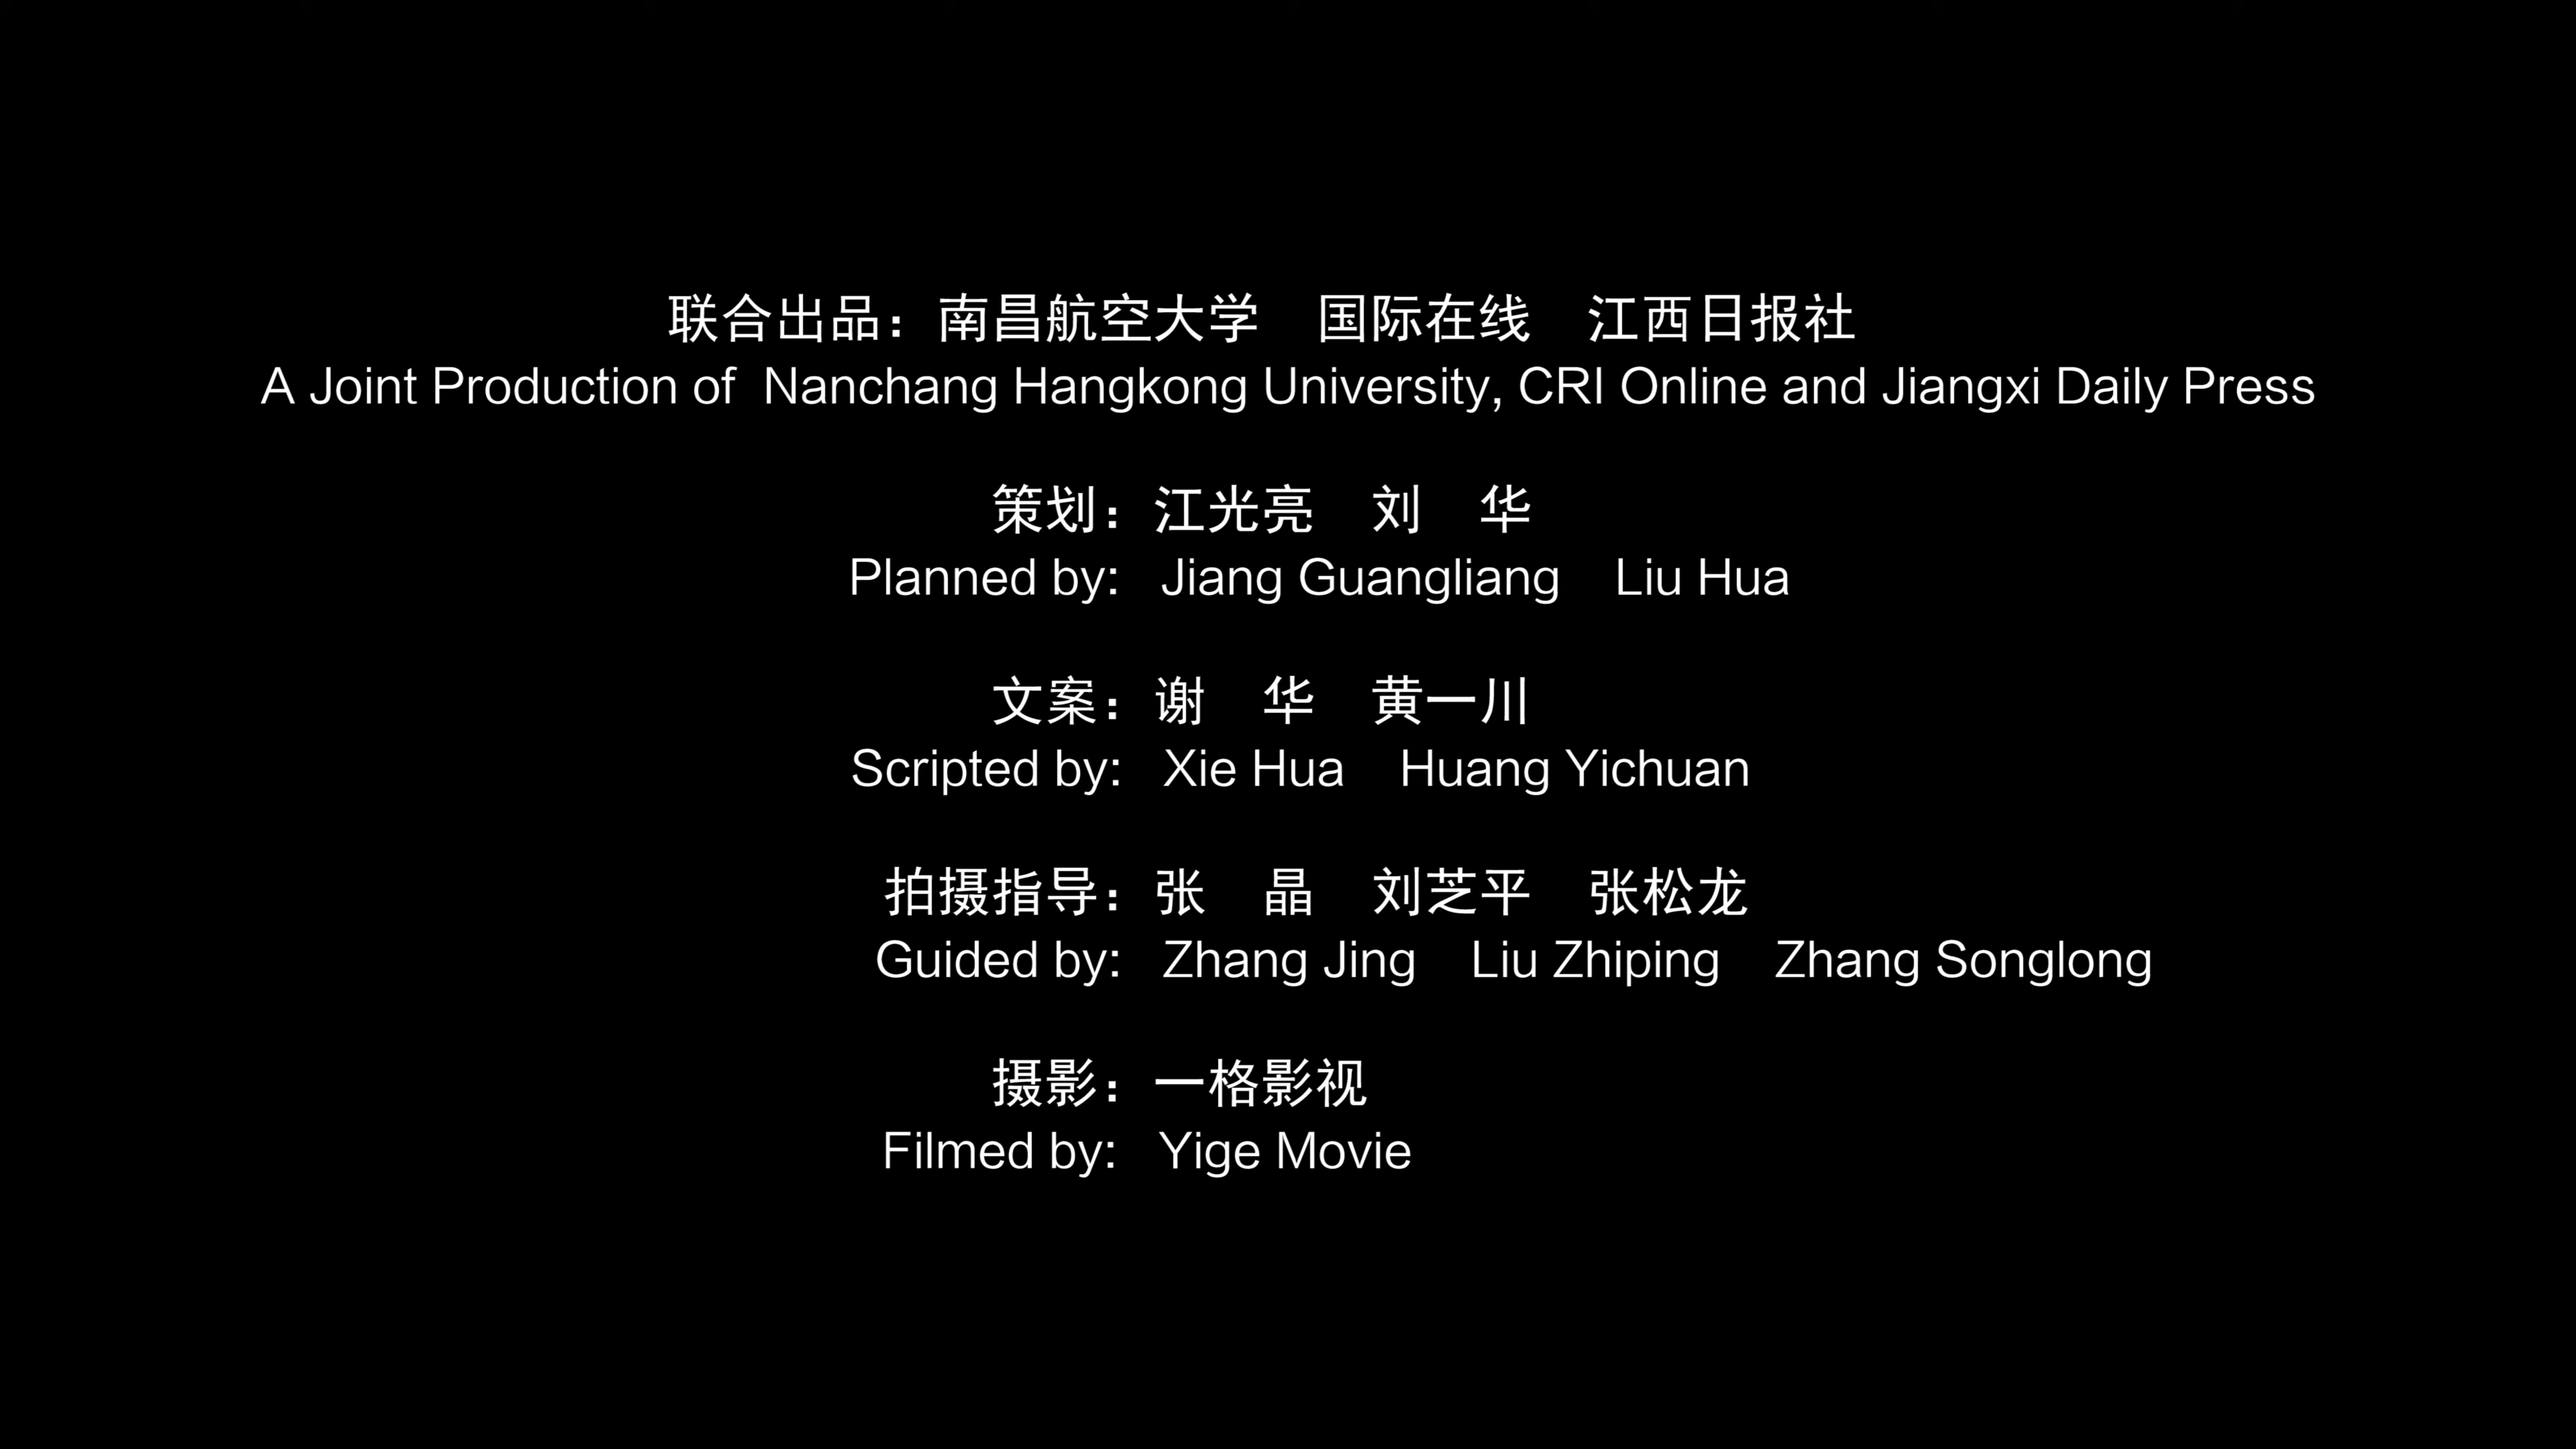 联合出品：南昌航空大学　国际在线　江西日报社
A Joint Production of  Nanchang Hangkong University, CRI Online and Jiangxi Daily Press
策划：江光亮　刘　华
Planned by:   Jiang Guangliang    Liu Hua
文案：谢　华　黄一川
Scripted by:   Xie Hua    Huang Yichuan
拍摄指导：张　晶　刘芝平　张松龙
Guided by:   Zhang Jing    Liu Zhiping    Zhang Songlong
摄影：一格影视
Filmed by:   Yige Movie